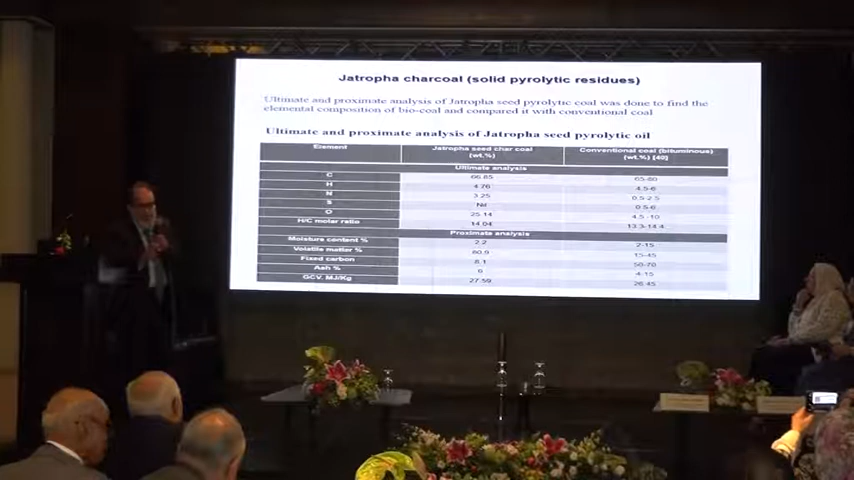 Jatropha charcoal (solid pyrolytic residues)
Ultimate and proximate analysis of Jatropha seed pyrolytic coal was done to find the
elemental composition of bio-coal and compared it with conventional coal
Ultimate and proximate analysis of Jatropha seed pyrolytic oil
Element Jatropha seed char coal (wt.%) Conventional coal (bituminous) (wt.%) [40]
Ultimate analysis
C 66.85 65-80
H 4.76 4.5-6
N 3.25 0.5-2.5
S Nil 0.5-6
O 25.14 4.5-10
H/C molar ratio 14.04 13.3-14.4
Proximate analysis
Moisture content % 2.2 2-15
Volatile matter % 80.9 15-45
Fixed carbon 8.1 50-70
Ash % 8 4-15
GCV. MJ/Kg 27.59 26.45